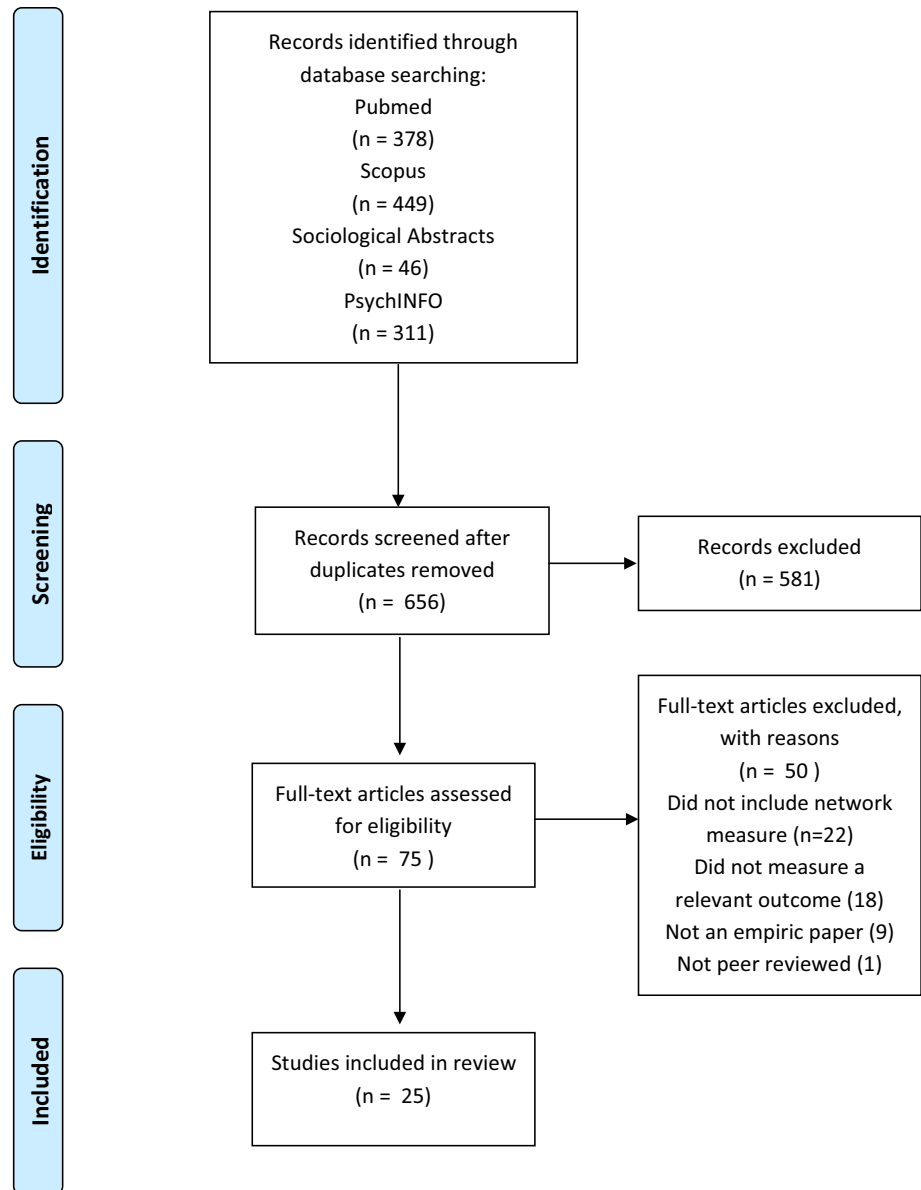 Identification
Records identified through
database searching:
Pubmed
(n = 378)
Scopus
(n = 449)
Sociological Abstracts
(n = 46)
PsychINFO
(n = 311)
Screening
Records screened after
duplicates removed
(n = 656)
Records excluded
(n = 581)
Eligibility
Full-text articles assessed
for eligibility
(n = 75 )
Full-text articles excluded,
with reasons
(n = 50 )
Did not include network
measure (n=22)
Did not measure a
relevant outcome (18)
Not an empiric paper (9)
Not peer reviewed (1)
Included
Studies included in review
(n = 25)